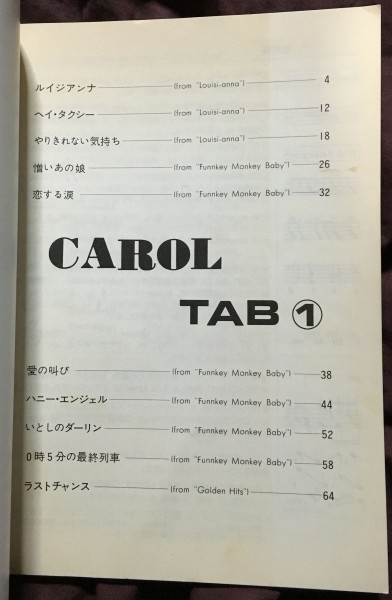 ルイジアンナ (from "Louisi-anna") 4
ヘイ・タクシー (from "Louisi-anna") 12
やりきれない気持ち (from "Louisi-anna") 18
憎いあの娘 (from "Funnkey Monkey Baby") 26
恋する涙 (from "Funnkey Monkey Baby") 32
CAROL
TAB ①
愛の叫び (from "Funnkey Monkey Baby") 38
ハニー・エンジェル (from "Funnkey Monkey Baby") 44
いとしのダーリン (from "Funnkey Monkey Baby") 52
0時5分の最終列車 (from "Funnkey Monkey Baby") 58
ラストチャンス (from "Golden Hits") 64